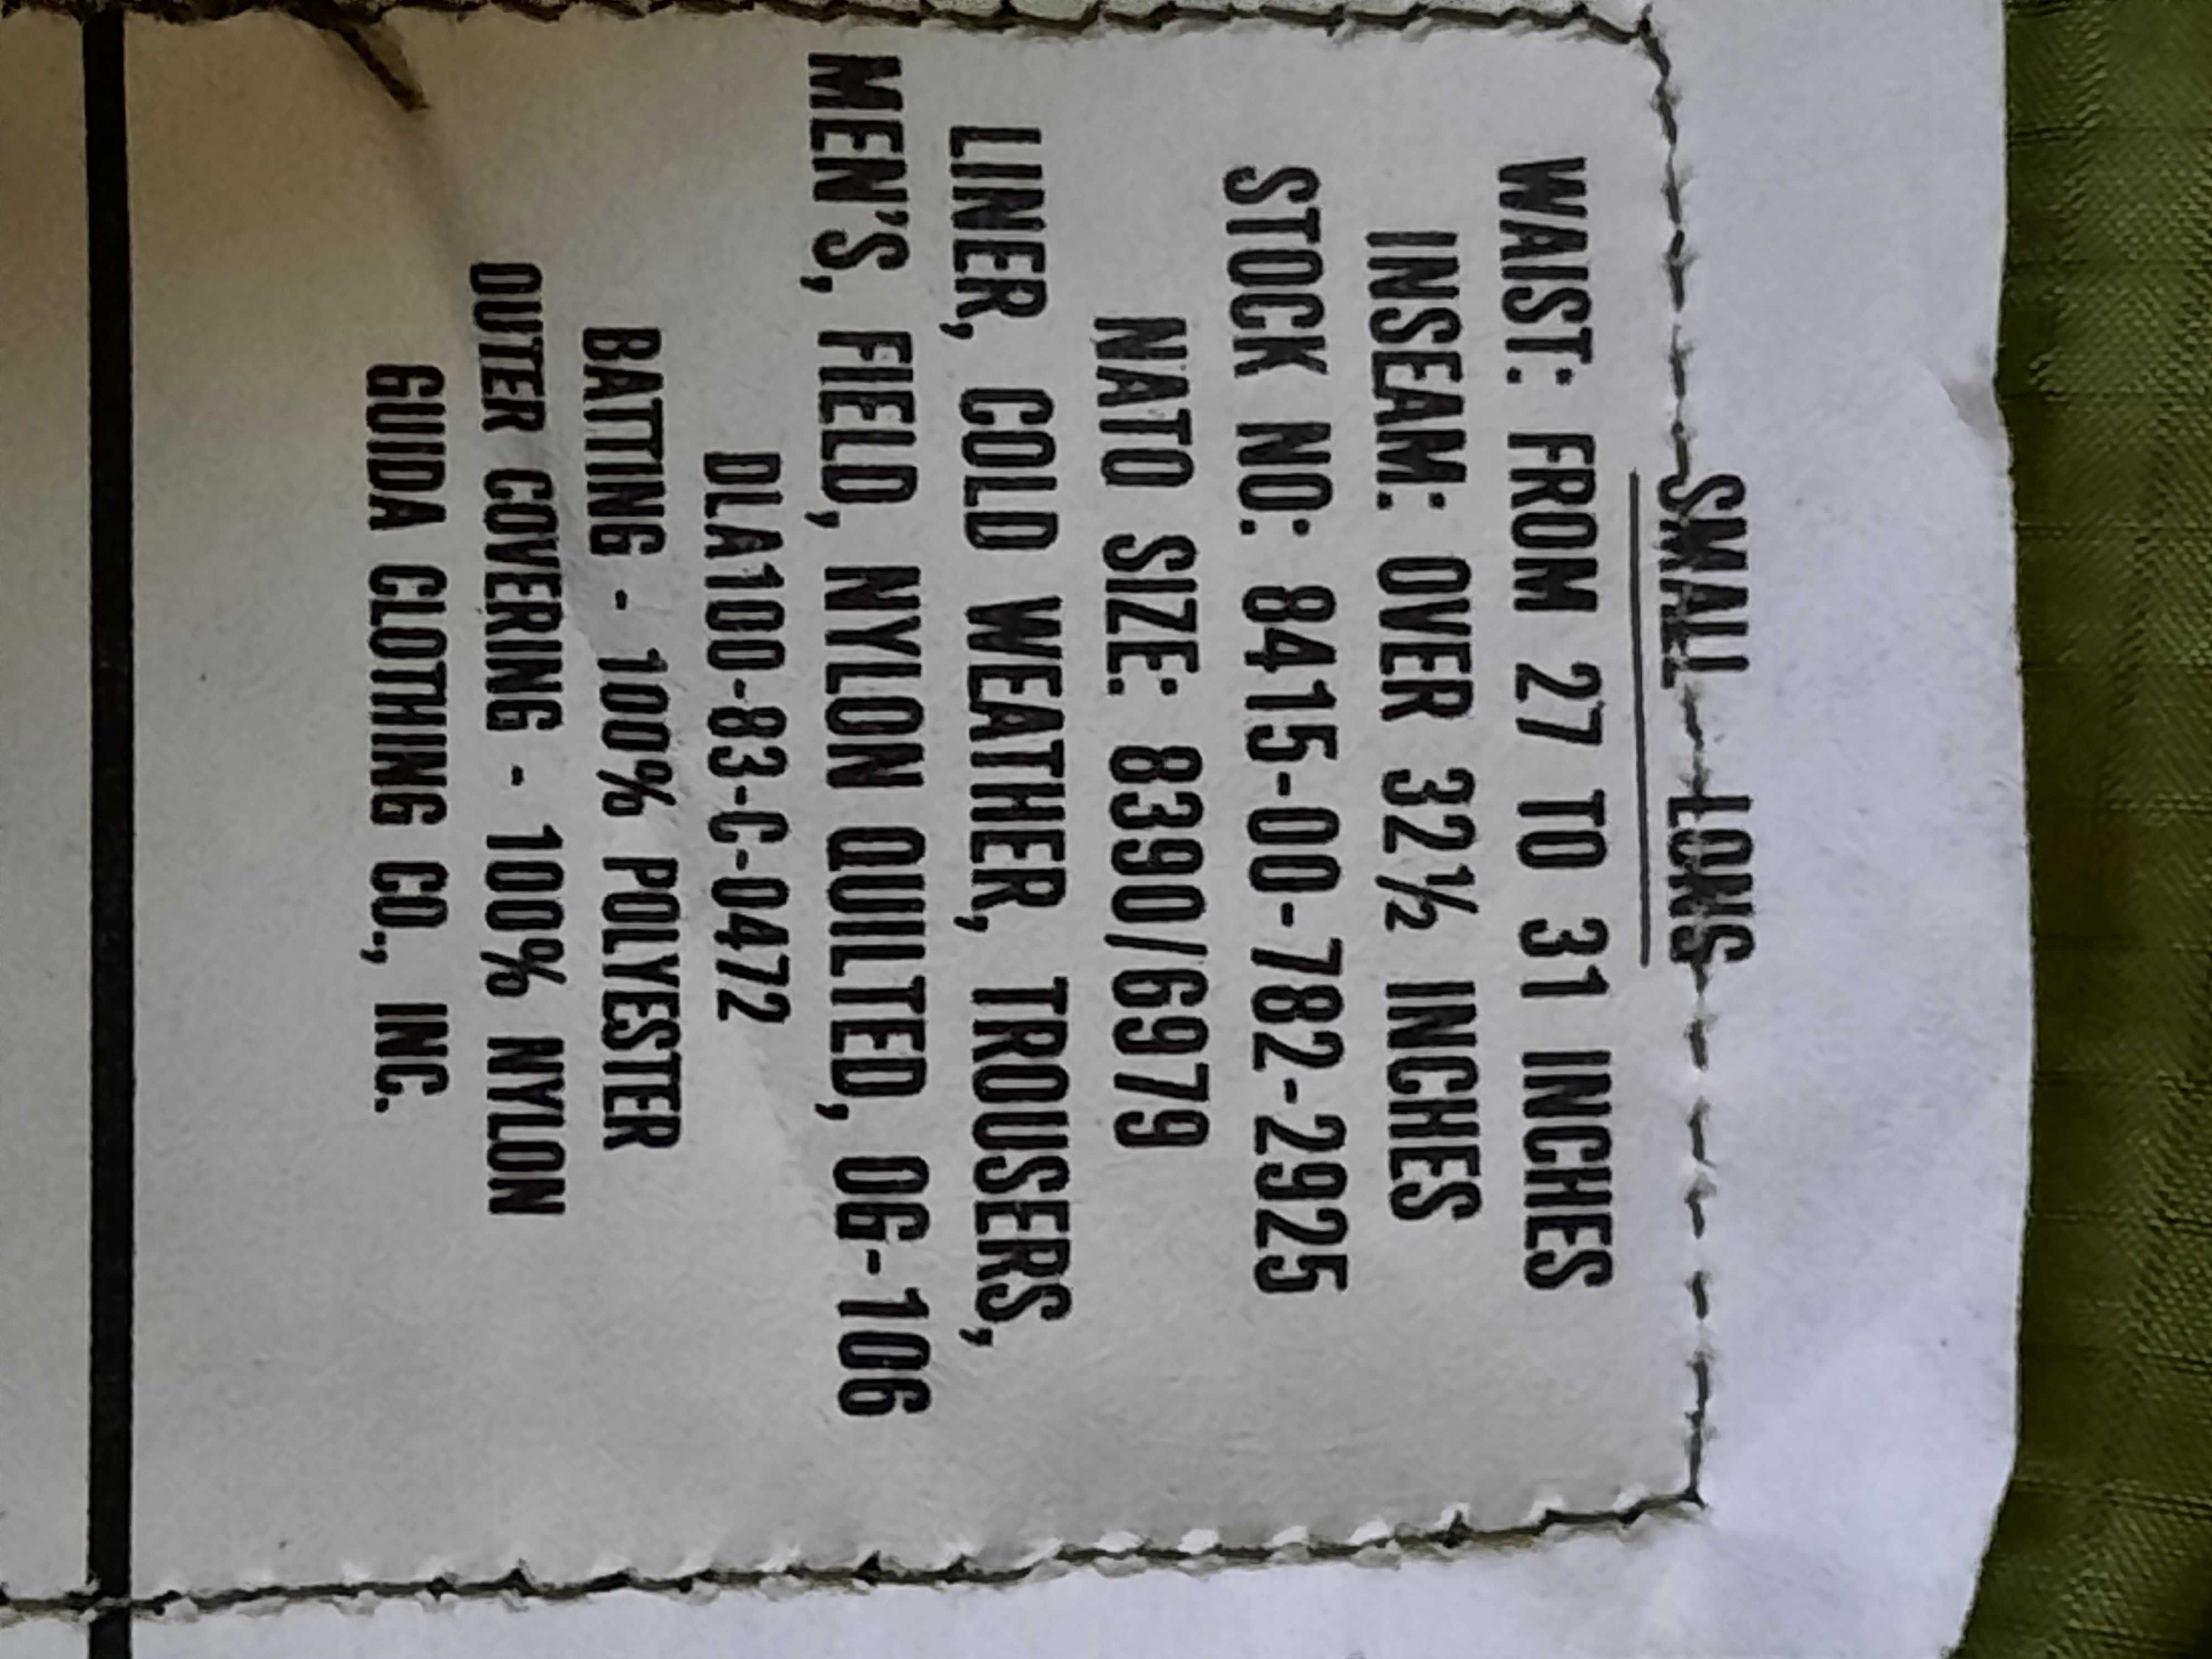 SMALL - LONG
WAIST: FROM 27 TO 31 INCHES
INSEAM: OVER 32½ INCHES
STOCK NO: 8415-00-782-2925
NATO SIZE: 8390/6979
LINER, COLD WEATHER, TROUSERS,
MEN'S, FIELD, NYLON QUILTED, OG-106
DLA100-83-C-0472
BATTING - 100% POLYESTER
OUTER COVERING - 100% NYLON
GUIDA CLOTHING CO., INC.